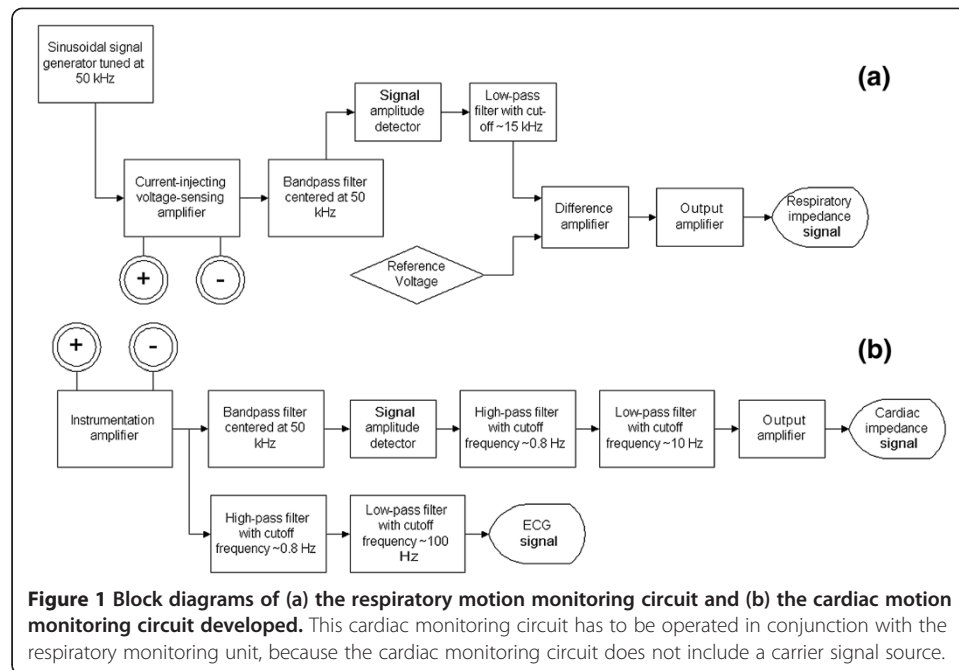 Sinusoidal signal
generator tuned at
50 kHz
(a)
Signal
amplitude
detector
Low-pass
filter with cut-
off ~15 kHz
Current-injecting
voltage-sensing
amplifier
Bandpass filter
centered at 50
kHz
Difference
amplifier
Output
amplifier
Respiratory
impedance
signal
+
-
Reference
Voltage
+
-
(b)
Instrumentation
amplifier
Bandpass filter
centered at 50
kHz
Signal
amplitude
detector
High-pass filter
with cutoff
frequency ~0.8 Hz
Low-pass filter
with cutoff
frequency ~10 Hz
Output
amplifier
Cardiac
impedance
signal
High-pass filter
with cutoff
frequency ~0.8 Hz
Low-pass filter
with cutoff
frequency ~100
Hz
ECG
signal
Figure 1 Block diagrams of (a) the respiratory motion monitoring circuit and (b) the cardiac motion
monitoring circuit developed. This cardiac monitoring circuit has to be operated in conjunction with the
respiratory monitoring unit, because the cardiac monitoring circuit does not include a carrier signal source.